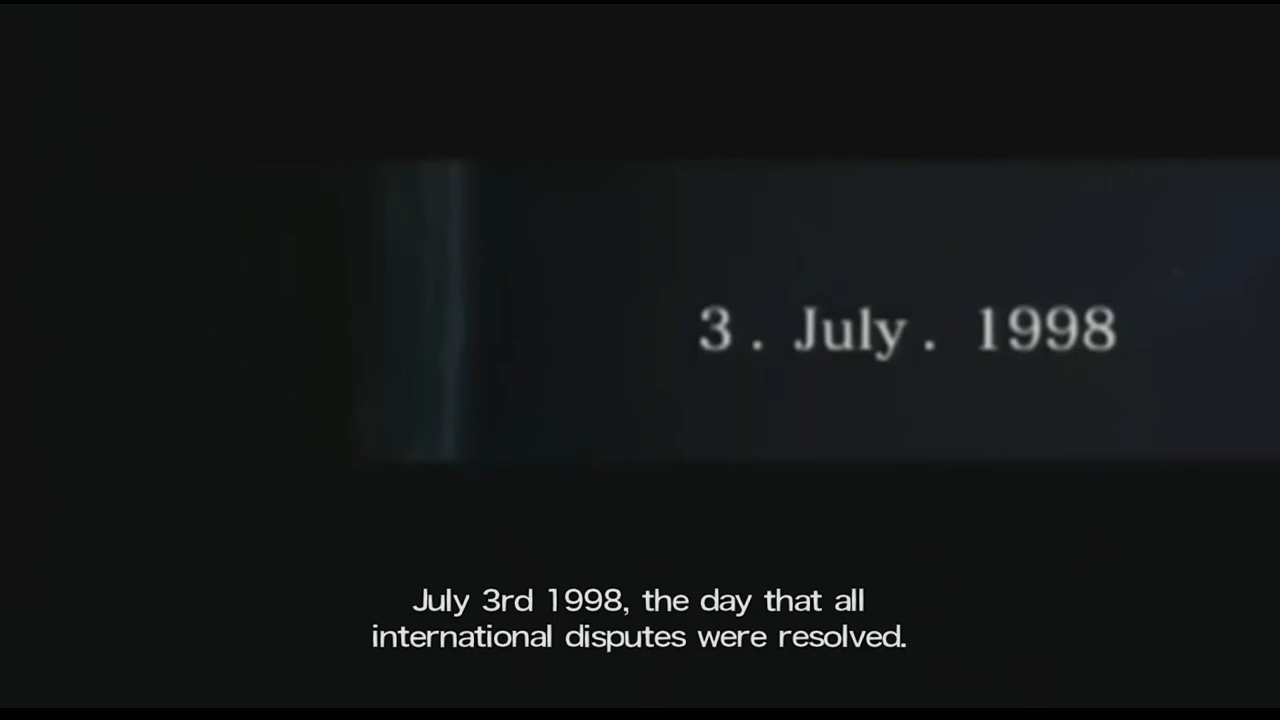 3 . July . 1998
July 3rd 1998, the day that all
international disputes were resolved.